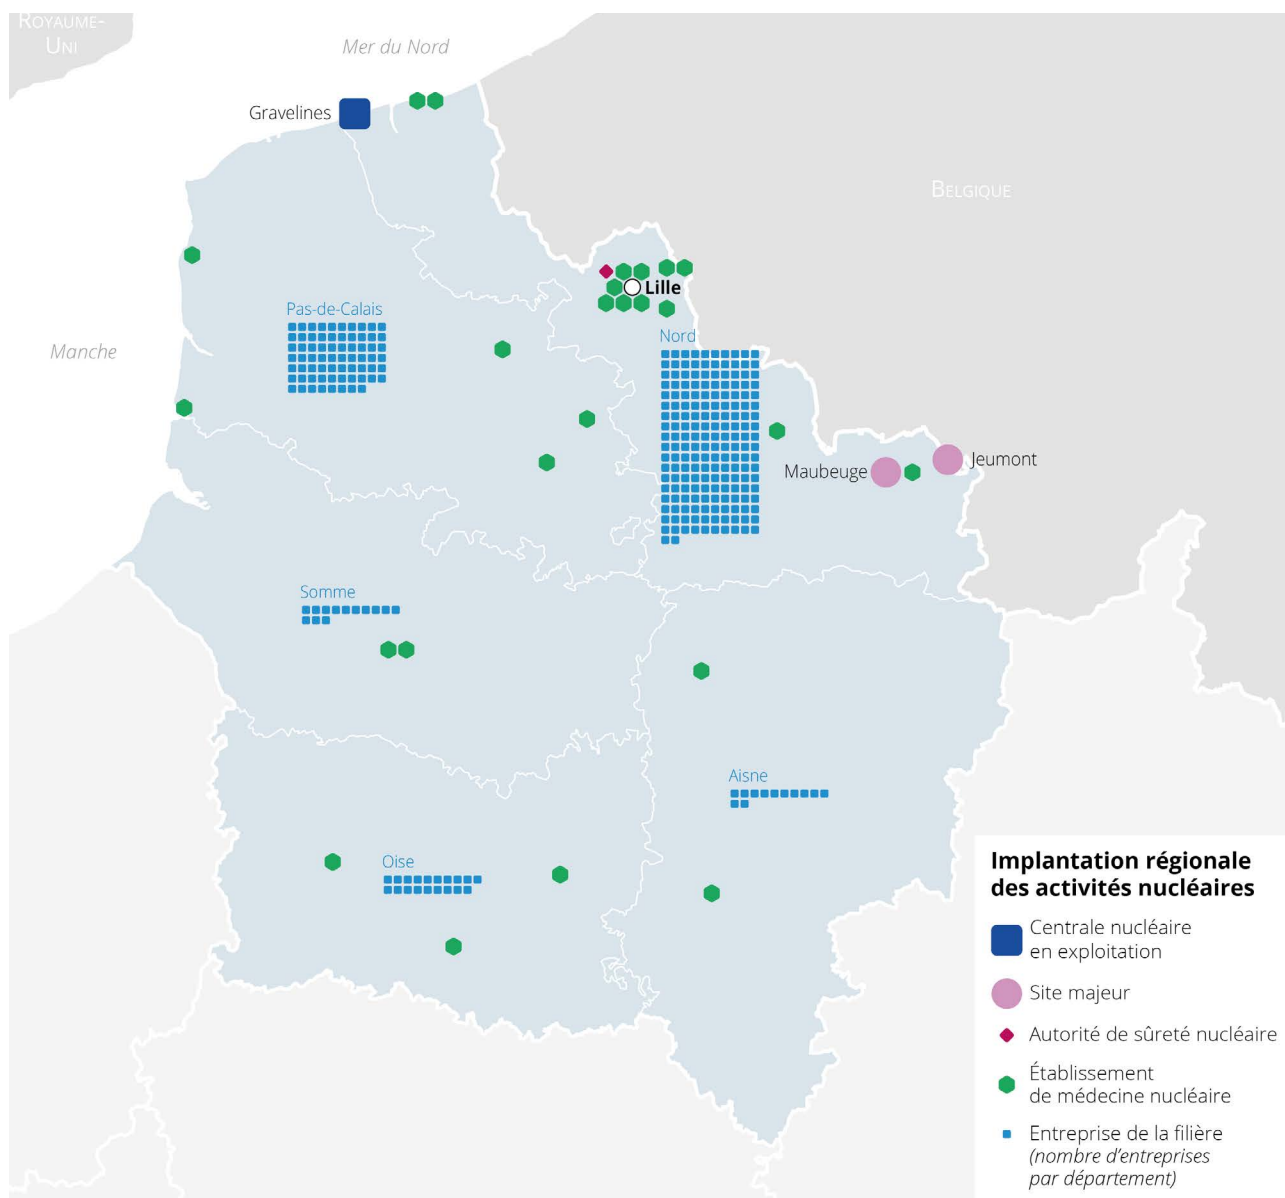 ROYAUME-
UNI
Mer du Nord
Gravelines
BELGIQUE
Lille
Pas-de-Calais
Nord
Manche
Maubeuge
Jeumont
Somme
Aisne
Oise
Implantation régionale
des activités nucléaires
Centrale nucléaire
en exploitation
Site majeur
Autorité de sûreté nucléaire
Établissement
de médecine nucléaire
Entreprise de la filière
(nombre d'entreprises
par département)